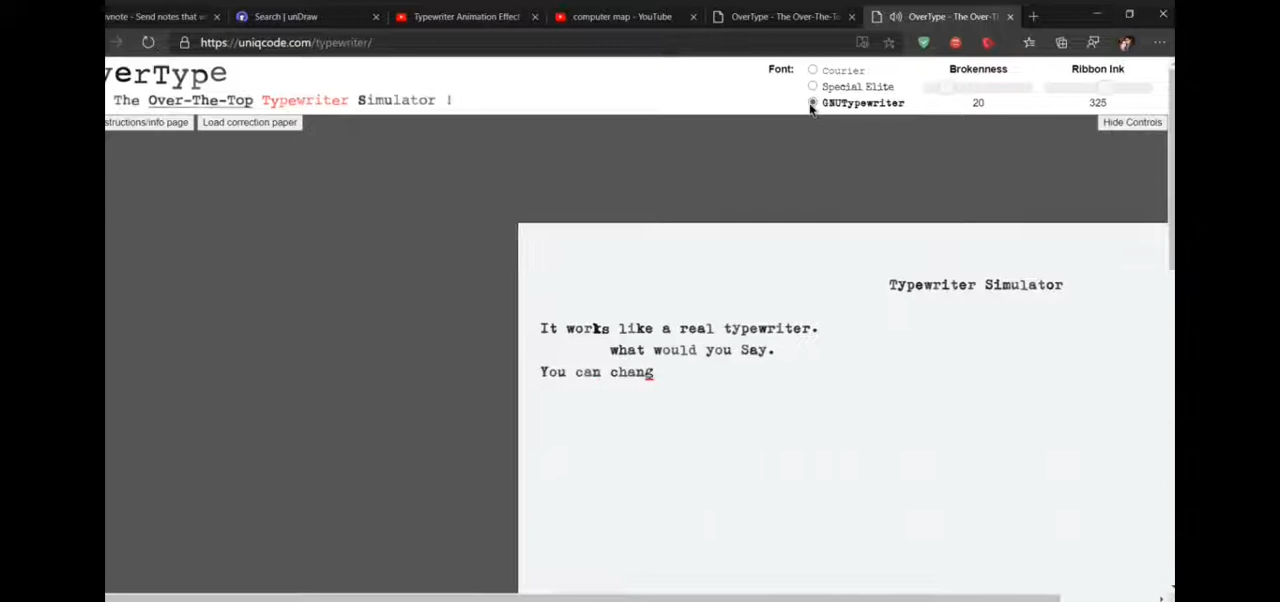 ovnote - Send notes that w
Search | unDraw
Typewriter Animation Effect
computer map - YouTube
OverType - The Over-The-To
OverType - The Over-T
https://uniqcode.com/typewriter/
verType
The Over-The-Top Typewriter Simulator !
structions/info page
Load correction paper
Font:
Courier
Special Elite
GNUTypewriter
Brokenness
20
Ribbon Ink
325
Hide Controls
Typewriter Simulator
It works like a real typewriter.
what would you Say.
You can chang